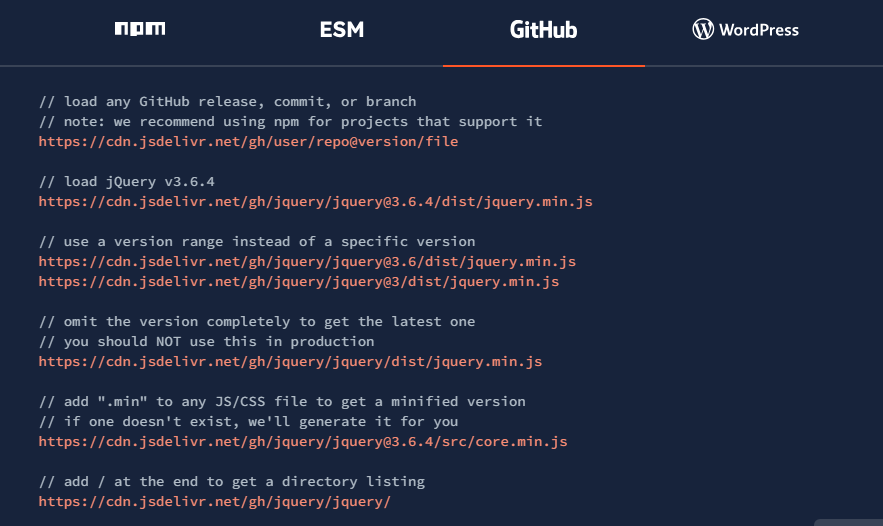 npm
ESM
GitHub
WordPress
// load any GitHub release, commit, or branch
// note: we recommend using npm for projects that support it
https://cdn.jsdelivr.net/gh/user/repo@version/file
// load jQuery v3.6.4
https://cdn.jsdelivr.net/gh/jquery/jquery@3.6.4/dist/jquery.min.js
// use a version range instead of a specific version
https://cdn.jsdelivr.net/gh/jquery/jquery@3.6/dist/jquery.min.js
https://cdn.jsdelivr.net/gh/jquery/jquery@3/dist/jquery.min.js
// omit the version completely to get the latest one
// you should NOT use this in production
https://cdn.jsdelivr.net/gh/jquery/jquery/dist/jquery.min.js
// add ".min" to any JS/CSS file to get a minified version
// if one doesn't exist, we'll generate it for you
https://cdn.jsdelivr.net/gh/jquery/jquery@3.6.4/src/core.min.js
// add / at the end to get a directory listing
https://cdn.jsdelivr.net/gh/jquery/jquery/